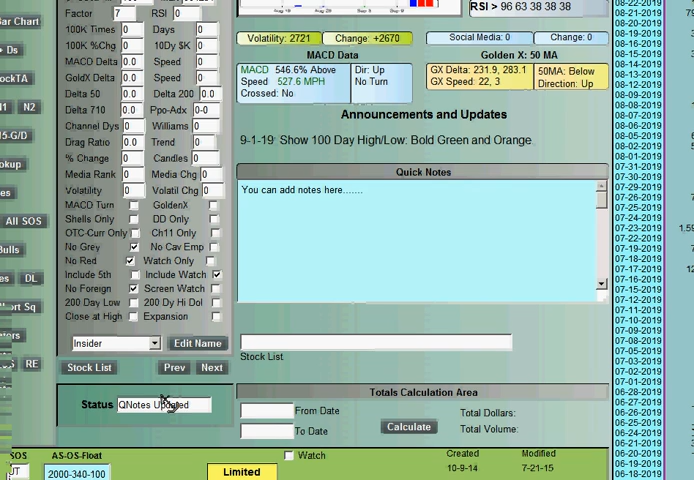 Factor 7 RSI 0
100K Times 0 Days 0
100K %Chg 0 10Dy $K 0
MACD Delta 0.0 Speed 0
GoldX Delta 0.0 Speed 0
Delta 50 0.0 Delta 200 0.0
Delta 710 0.0 Ppo-Adx 0-0
Channel Dys 0 Williams 0
Drag Ratio 0.0 Trend 0
% Change 0 Candles 0
Media Rank 0 Media Chg 0
Volatility 0 Volatil Chg 0
MACD Turn GoldenX
Shells Only DD Only
OTC-Curr Only Ch11 Only
No Grey No Cav Emp
No Red Watch Only
Include 5th Include Watch
No Foreign Screen Watch
200 Day Low 200 Dy Hi Dol
Close at High Expansion
Insider Edit Name
Stock List Prev Next
Status QNotes Updated
Bar Chart
+ Ds
ockTA
N2
5-G/D
okup
es
All SOS
Bulls
es DL
ort Sq
RE
RSI > 96 63 38 38 38
Volatility: 2721 Change: +2670
Social Media: 0 Change: 0
MACD Data
MACD 546.6% Above Dir: Up
Speed 527.6 MPH No Turn
Crossed: No
Golden X: 50 MA
GX Delta: 231.9, 283.1 50MA: Below
GX Speed: 22, 3 Direction: Up
Announcements and Updates
9-1-19: Show 100 Day High/Low: Bold Green and Orange
Quick Notes
You can add notes here.......
Stock List
Totals Calculation Area
From Date
To Date
Calculate
Total Dollars:
Total Volume:
SOS AS-OS-Float
UT 2000-340-100
Limited
Watch
Created Modified
10-9-14 7-21-15
08-22-2019
08-21-2019
08-20-2019
08-19-2019
08-16-2019
08-15-2019
08-14-2019
08-13-2019
08-12-2019
08-09-2019
08-08-2019
08-07-2019
08-06-2019
08-05-2019
08-02-2019
08-01-2019
07-31-2019
07-30-2019
07-29-2019
07-26-2019
07-25-2019
07-24-2019
07-23-2019
07-22-2019
07-19-2019
07-18-2019
07-17-2019
07-16-2019
07-15-2019
07-12-2019
07-11-2019
07-10-2019
07-09-2019
07-08-2019
07-05-2019
07-03-2019
07-02-2019
07-01-2019
06-28-2019
06-27-2019
06-26-2019
06-25-2019
06-24-2019
06-21-2019
06-20-2019
06-19-2019
06-18-2019